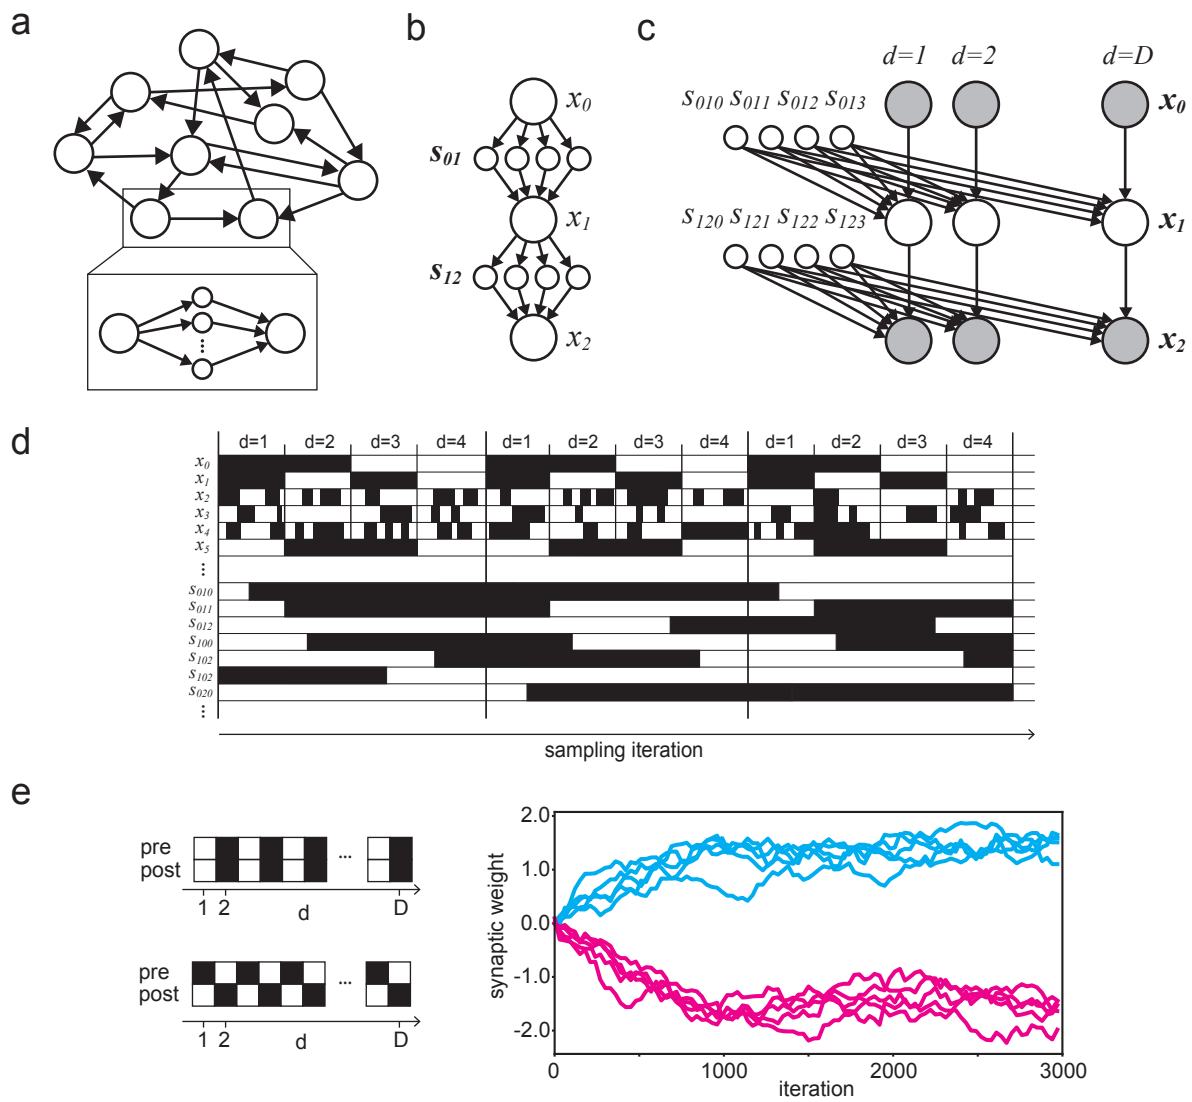 a
b
c
x0
s01
x1
s12
x2
d=1 d=2 d=D
s010 s011 s012 s013
x0
s120 s121 s122 s123
x1
x2
d
d=1 d=2 d=3 d=4 d=1 d=2 d=3 d=4 d=1 d=2 d=3 d=4
x0
x1
x2
x3
x4
x5
⋮
s010
s011
s012
s100
s102
s102
s020
⋮
sampling iteration
e
pre
post
...
1 2 d D
pre
post
...
1 2 d D
synaptic weight
2.0
1.0
0.0
-1.0
-2.0
0 1000 2000 3000
iteration